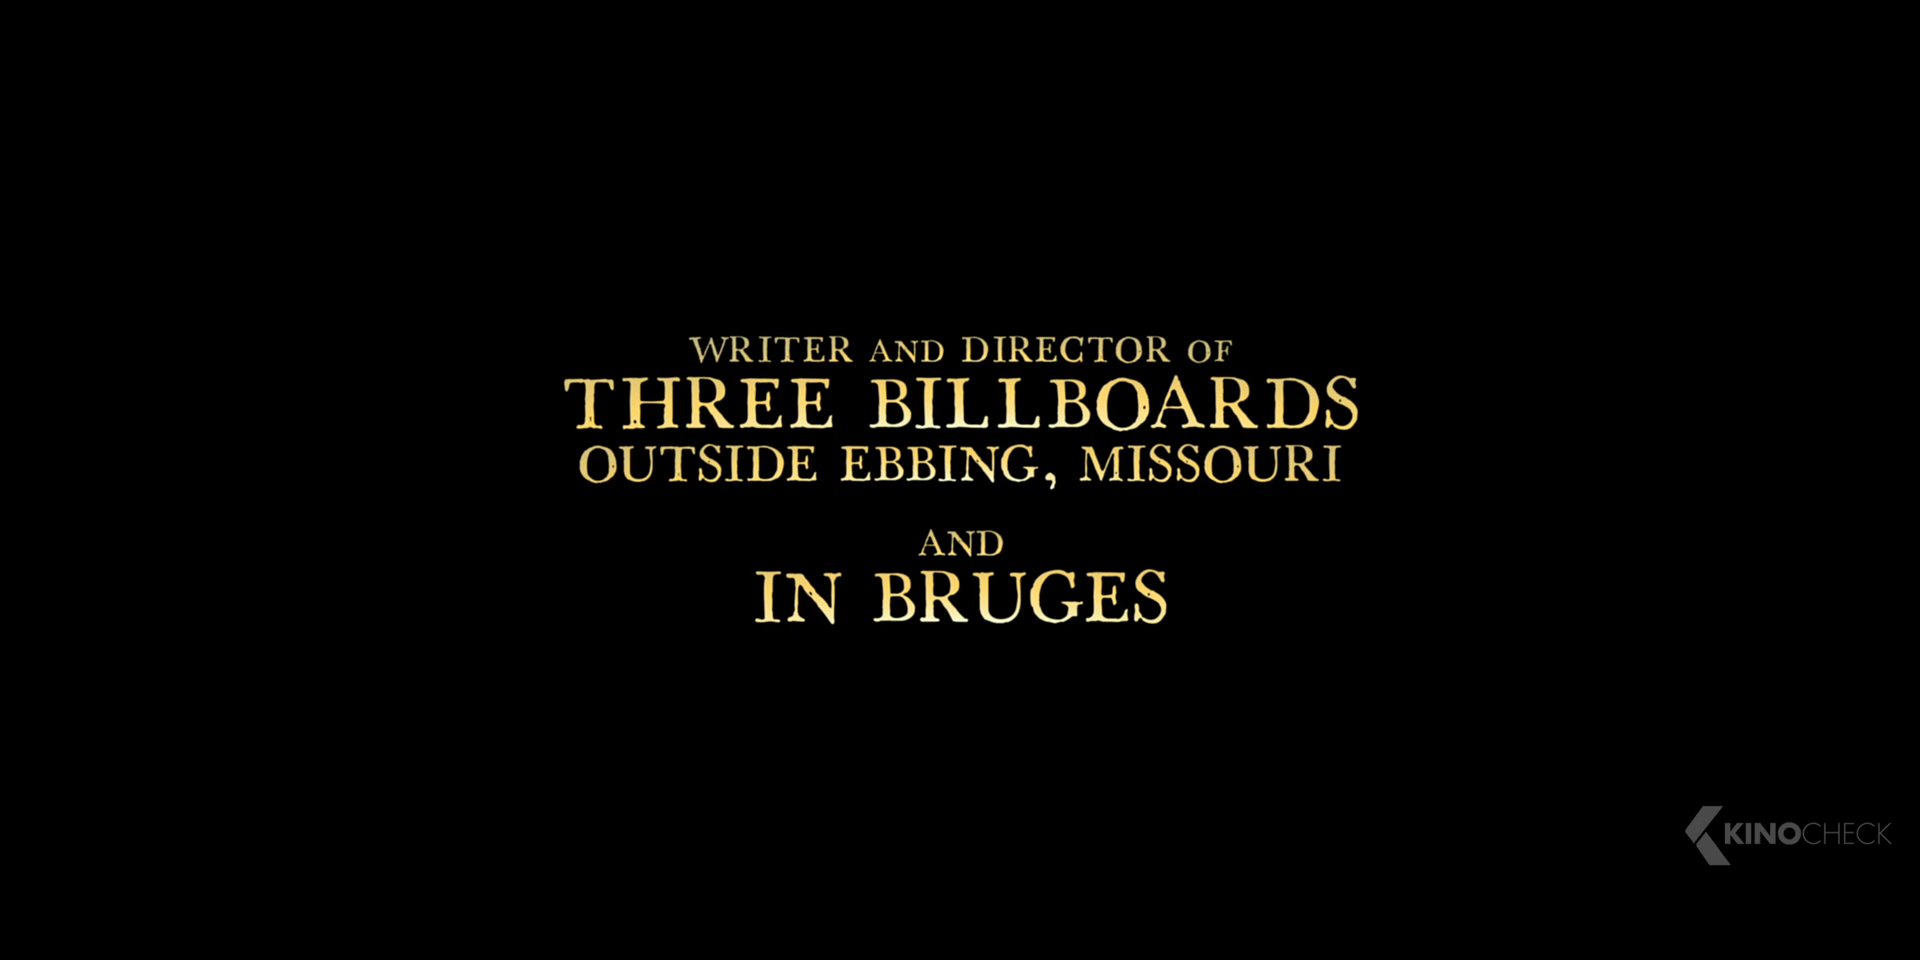 WRITER AND DIRECTOR OF
THREE BILLBOARDS
OUTSIDE EBBING, MISSOURI
AND
IN BRUGES
KINOCHECK